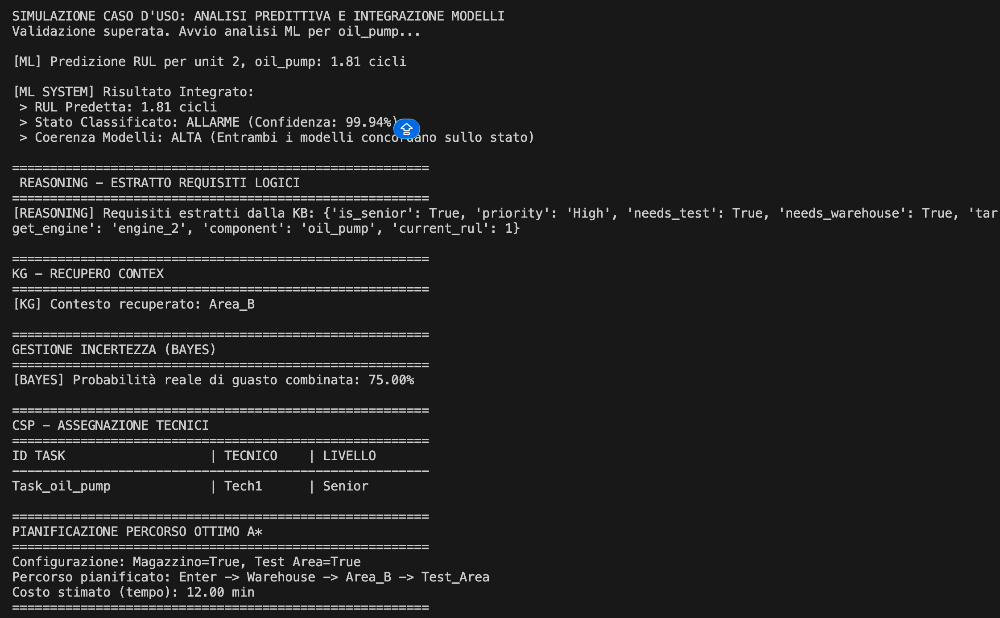 SIMULAZIONE CASO D'USO: ANALISI PREDITTIVA E INTEGRAZIONE MODELLI
Validazione superata. Avvio analisi ML per oil_pump...
[ML] Predizione RUL per unit 2, oil_pump: 1.81 cicli
[ML SYSTEM] Risultato Integrato:
 > RUL Predetta: 1.81 cicli
 > Stato Classificato: ALLARME (Confidenza: 99.94%)
 > Coerenza Modelli: ALTA (Entrambi i modelli concordano sullo stato)
=======================================================
 REASONING – ESTRATTO REQUISITI LOGICI
=======================================================
[REASONING] Requisiti estratti dalla KB: {'is_senior': True, 'priority': 'High', 'needs_test': True, 'needs_warehouse': True, 'tar
get_engine': 'engine_2', 'component': 'oil_pump', 'current_rul': 1}
=======================================================
KG – RECUPERO CONTEX
=======================================================
[KG] Contesto recuperato: Area_B
=======================================================
GESTIONE INCERTEZZA (BAYES)
=======================================================
[BAYES] Probabilità reale di guasto combinata: 75.00%
=======================================================
CSP – ASSEGNAZIONE TECNICI
=======================================================
ID TASK                   | TECNICO    | LIVELLO
-------------------------------------------------------
Task_oil_pump             | Tech1      | Senior
=======================================================
PIANIFICAZIONE PERCORSO OTTIMO A*
=======================================================
Configurazione: Magazzino=True, Test Area=True
Percorso pianificato: Enter -> Warehouse -> Area_B -> Test_Area
Costo stimato (tempo): 12.00 min
=======================================================